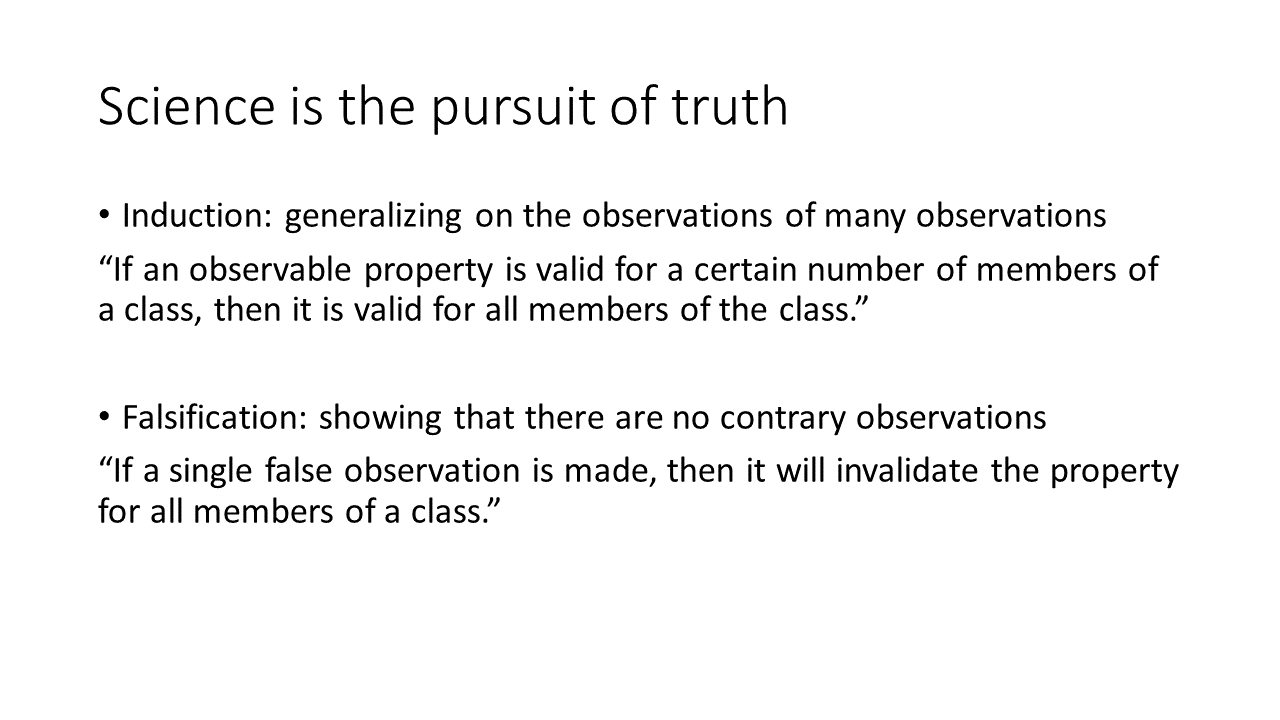 Science is the pursuit of truth
• Induction: generalizing on the observations of many observations
“If an observable property is valid for a certain number of members of
a class, then it is valid for all members of the class.”
• Falsification: showing that there are no contrary observations
“If a single false observation is made, then it will invalidate the property
for all members of a class.”